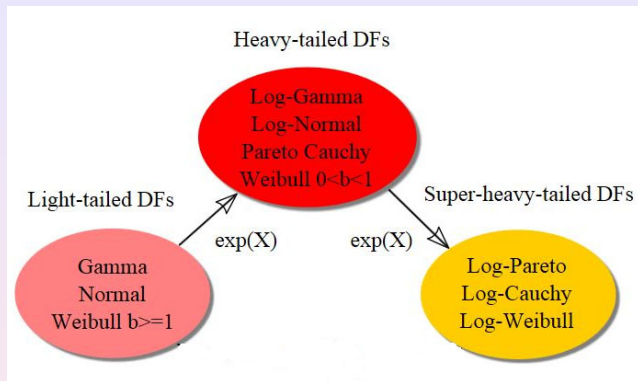 Heavy-tailed DFs
Log-Gamma
Log-Normal
Pareto Cauchy
Weibull 0<b<1
Light-tailed DFs
Super-heavy-tailed DFs
exp(X)
exp(X)
Gamma
Normal
Weibull b>=1
Log-Pareto
Log-Cauchy
Log-Weibull